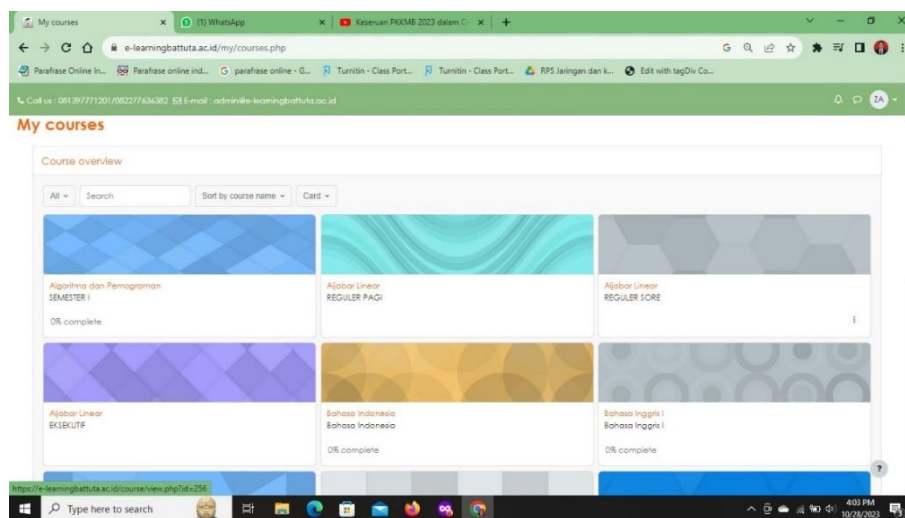 My courses
(1) WhatsApp
Keseruan PKKMB 2023 dalam C
e-learningbattuta.ac.id/my/courses.php
Parafrase Online In...
Parafrase online ind...
parafrase online - G...
Turnitin - Class Port...
Turnitin - Class Port...
RPS Jaringan dan k...
Edit with tagDiv Co...
Call us : 081397771201/082277636382 E-mail : admin@e-learningbattuta.ac.id
ZA
My courses
Course overview
All
Search
Sort by course name
Card
Algoritma dan Pemograman
SEMESTER I
0% complete
Aljabar Linear
REGULER PAGI
Aljabar Linear
REGULER SORE
Aljabar Linear
EKSEKUTIF
Bahasa Indonesia
Bahasa Indonesia
0% complete
Bahasa Inggris I
Bahasa Inggris I
0% complete
?
https://e-learningbattuta.ac.id/course/view.php?id=256
Type here to search
4:03 PM
10/28/2023